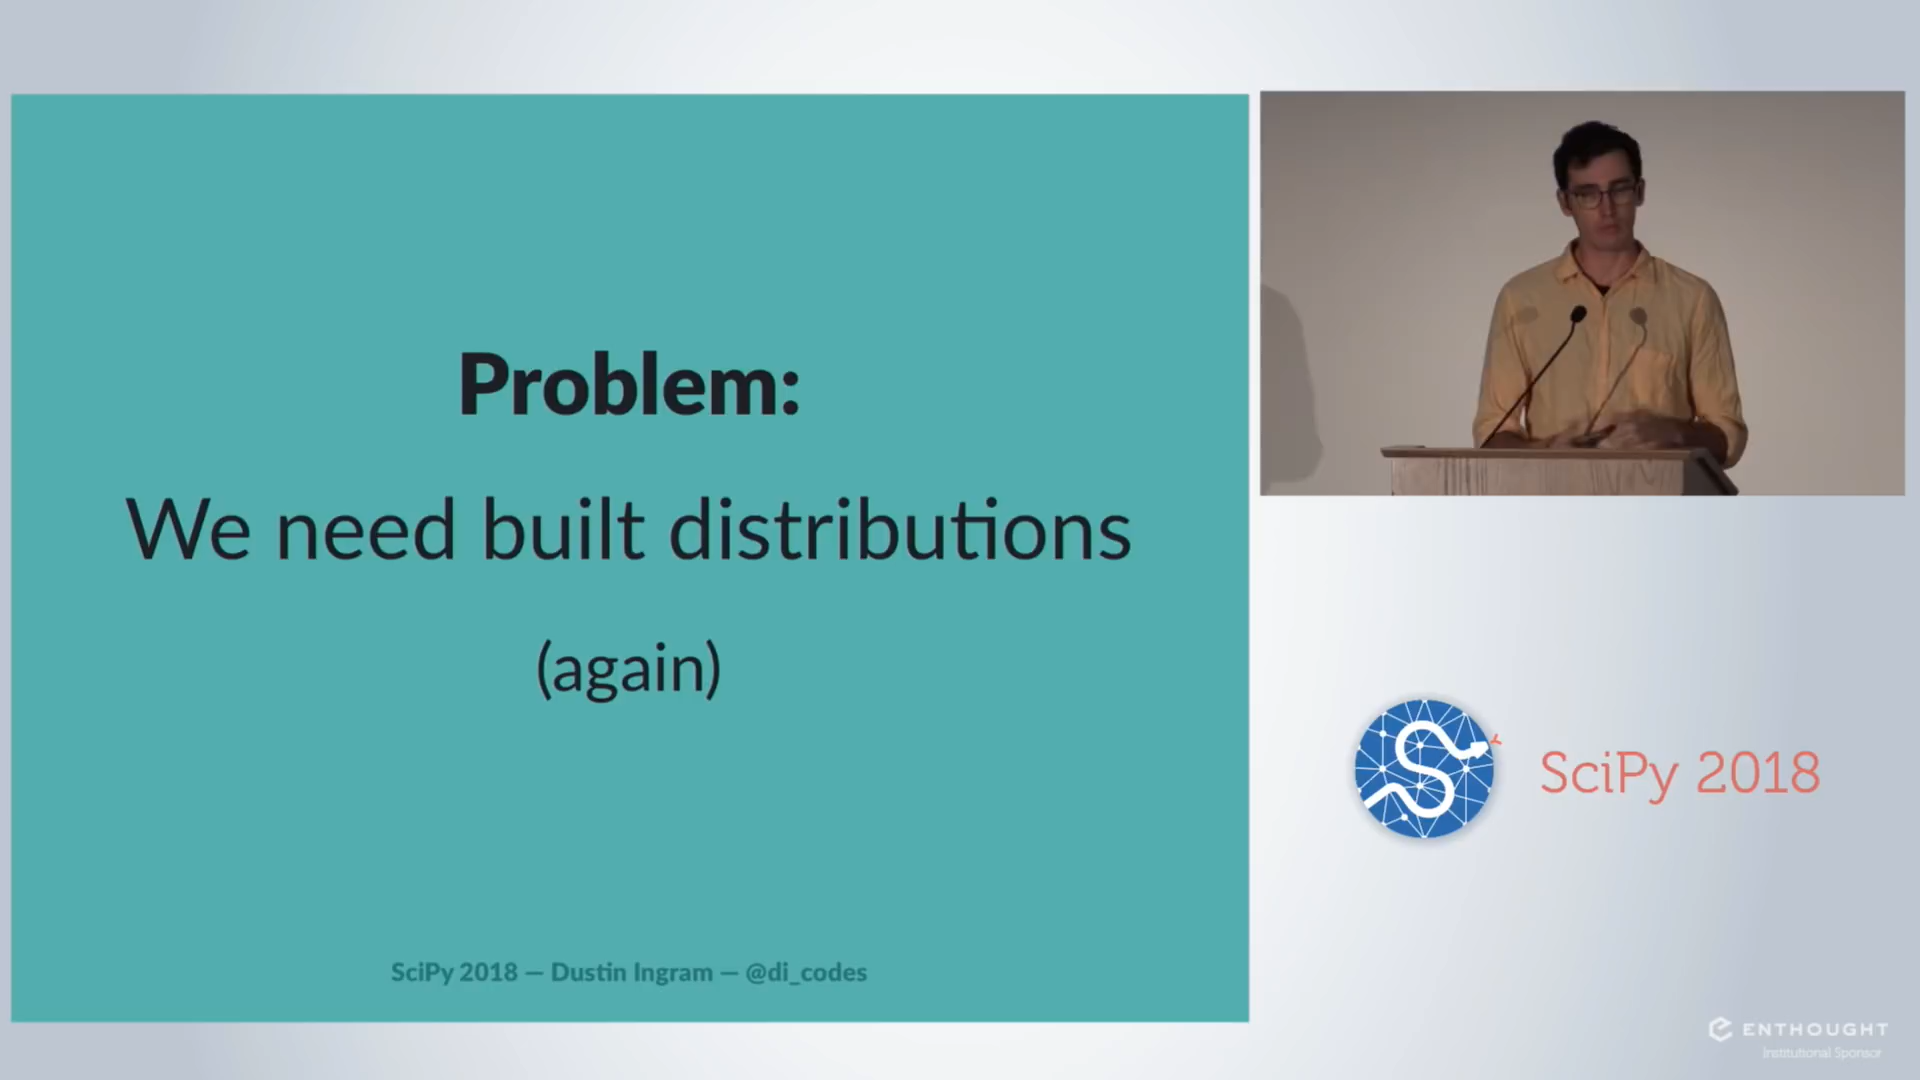 Problem:
We need built distributions
(again)
SciPy 2018 — Dustin Ingram — @di_codes
SciPy 2018
ENTHOUGHT
Institutional Sponsor